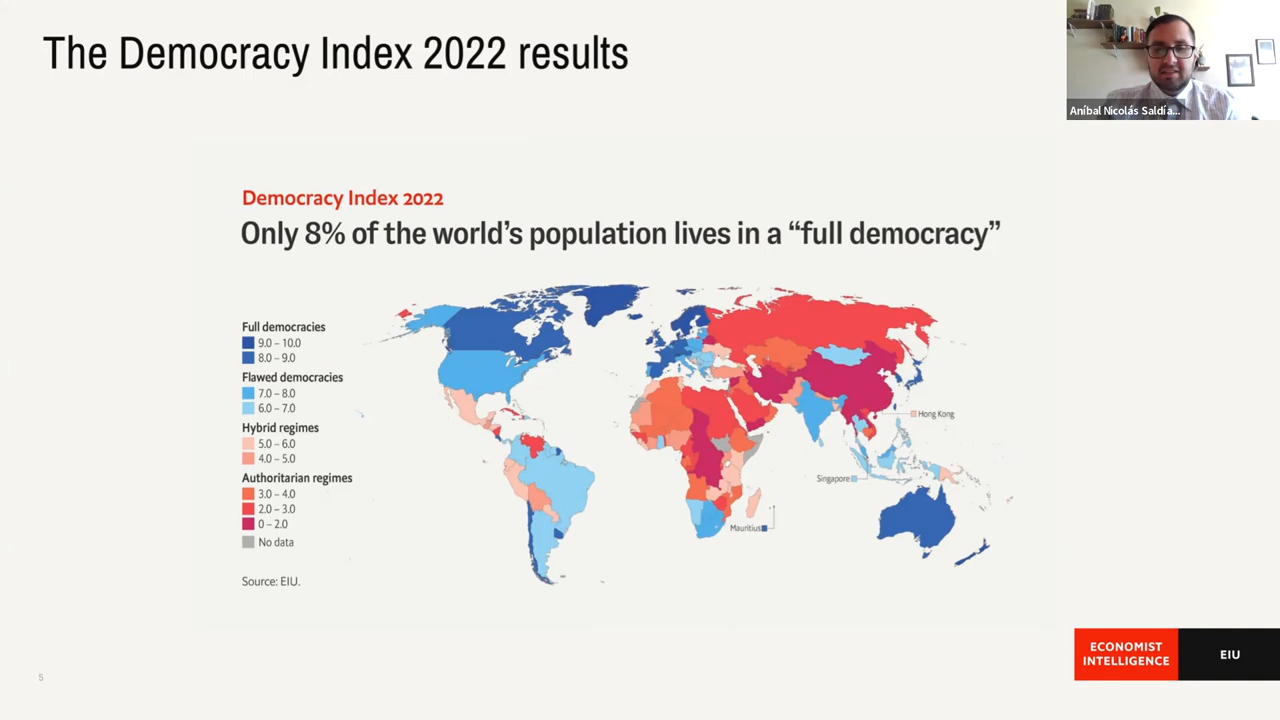 The Democracy Index 2022 results
Aníbal Nicolás Saldía...
Democracy Index 2022
Only 8% of the world's population lives in a “full democracy”
Full democracies
9.0 – 10.0
8.0 – 9.0
Flawed democracies
7.0 – 8.0
6.0 – 7.0
Hybrid regimes
5.0 – 6.0
4.0 – 5.0
Authoritarian regimes
3.0 – 4.0
2.0 – 3.0
0 – 2.0
No data
Hong Kong
Singapore
Mauritius
Source: EIU.
ECONOMIST
INTELLIGENCE
EIU
5